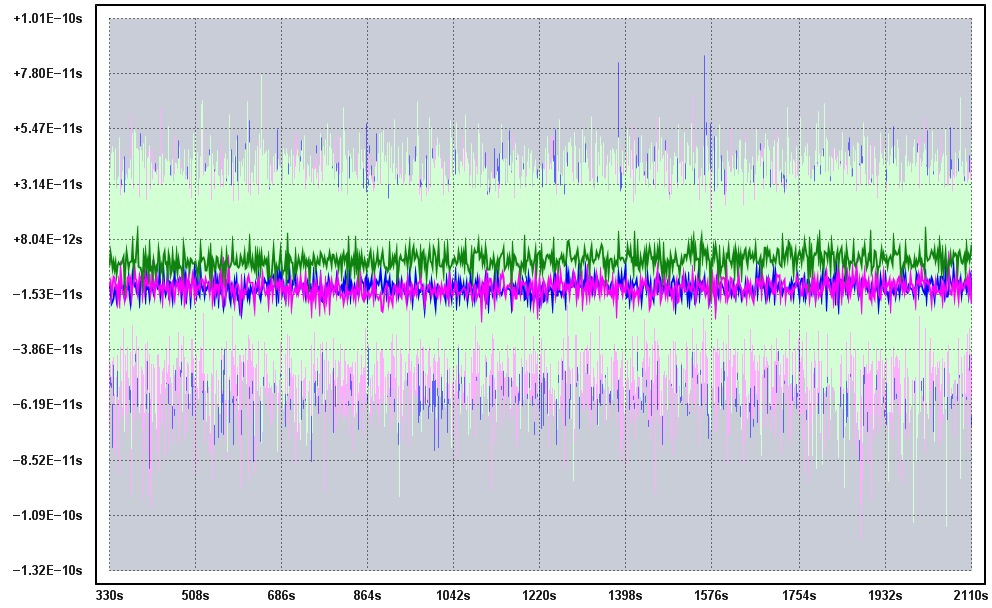 +1.01E−10s
+7.80E−11s
+5.47E−11s
+3.14E−11s
+8.04E−12s
−1.53E−11s
−3.86E−11s
−6.19E−11s
−8.52E−11s
−1.09E−10s
−1.32E−10s
330s 508s 686s 864s 1042s 1220s 1398s 1576s 1754s 1932s 2110s